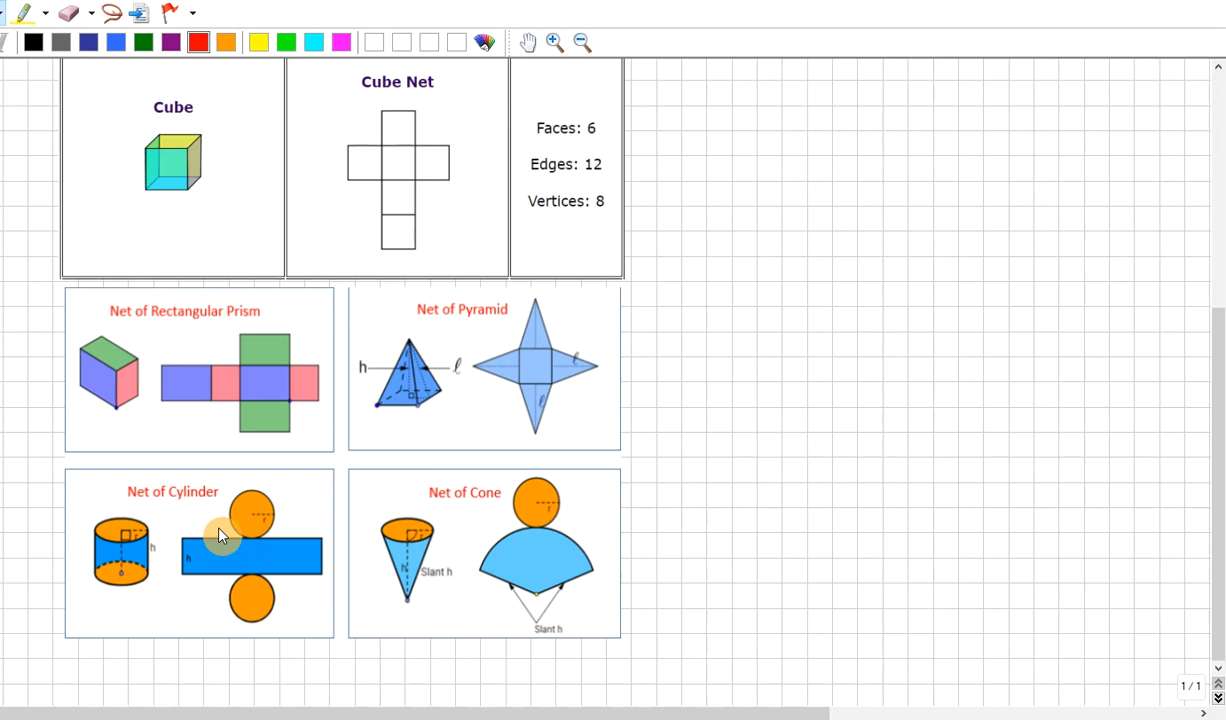 Cube
Cube Net
Faces: 6
Edges: 12
Vertices: 8
Net of Rectangular Prism
Net of Pyramid
h
ℓ
ℓ
ℓ
Net of Cylinder
r
h
r
h
Net of Cone
r
h
Slant h
r
Slant h
1 / 1